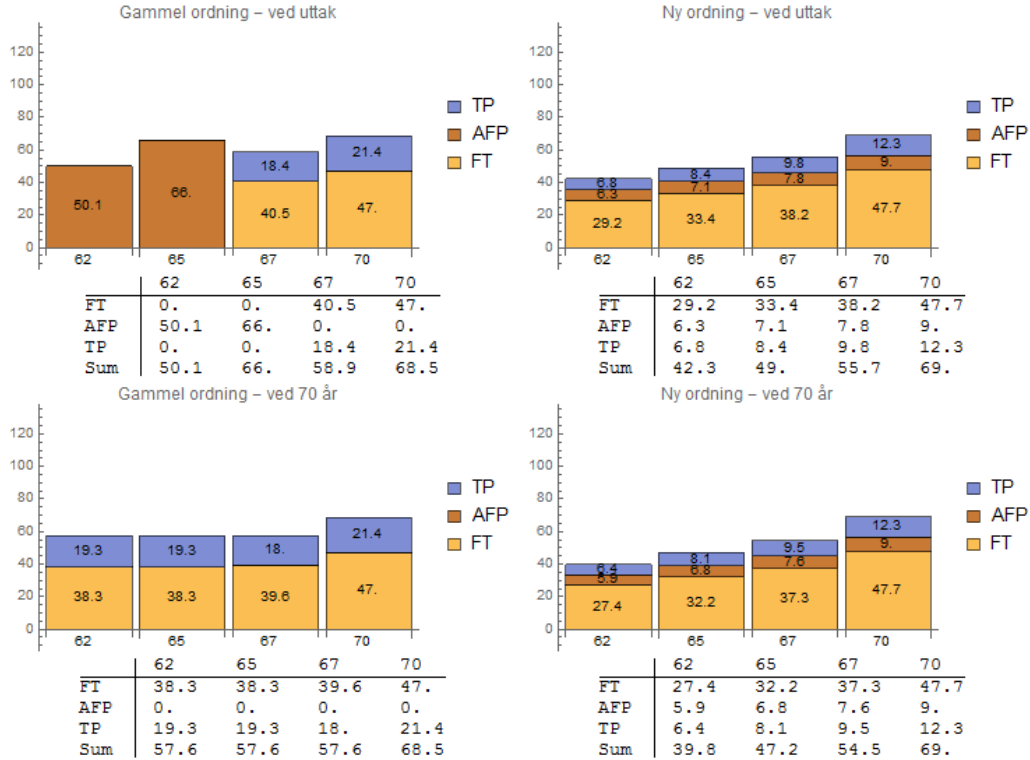 Gammel ordning – ved uttak
120
100
80
60
40
20
0
50.1
66.
18.4
40.5
21.4
47.
62 65 67 70
TP
AFP
FT
62 65 67 70
FT 0. 0. 40.5 47.
AFP 50.1 66. 0. 0.
TP 0. 0. 18.4 21.4
Sum 50.1 66. 58.9 68.5
Ny ordning – ved uttak
120
100
80
60
40
20
0
6.8
6.3
29.2
8.4
7.1
33.4
9.8
7.8
38.2
12.3
9.
47.7
62 65 67 70
TP
AFP
FT
62 65 67 70
FT 29.2 33.4 38.2 47.7
AFP 6.3 7.1 7.8 9.
TP 6.8 8.4 9.8 12.3
Sum 42.3 49. 55.7 69.
Gammel ordning – ved 70 år
120
100
80
60
40
20
0
19.3
38.3
19.3
38.3
18.
39.6
21.4
47.
62 65 67 70
TP
AFP
FT
62 65 67 70
FT 38.3 38.3 39.6 47.
AFP 0. 0. 0. 0.
TP 19.3 19.3 18. 21.4
Sum 57.6 57.6 57.6 68.5
Ny ordning – ved 70 år
120
100
80
60
40
20
0
6.4
5.9
27.4
8.1
6.8
32.2
9.5
7.6
37.3
12.3
9.
47.7
62 65 67 70
TP
AFP
FT
62 65 67 70
FT 27.4 32.2 37.3 47.7
AFP 5.9 6.8 7.6 9.
TP 6.4 8.1 9.5 12.3
Sum 39.8 47.2 54.5 69.